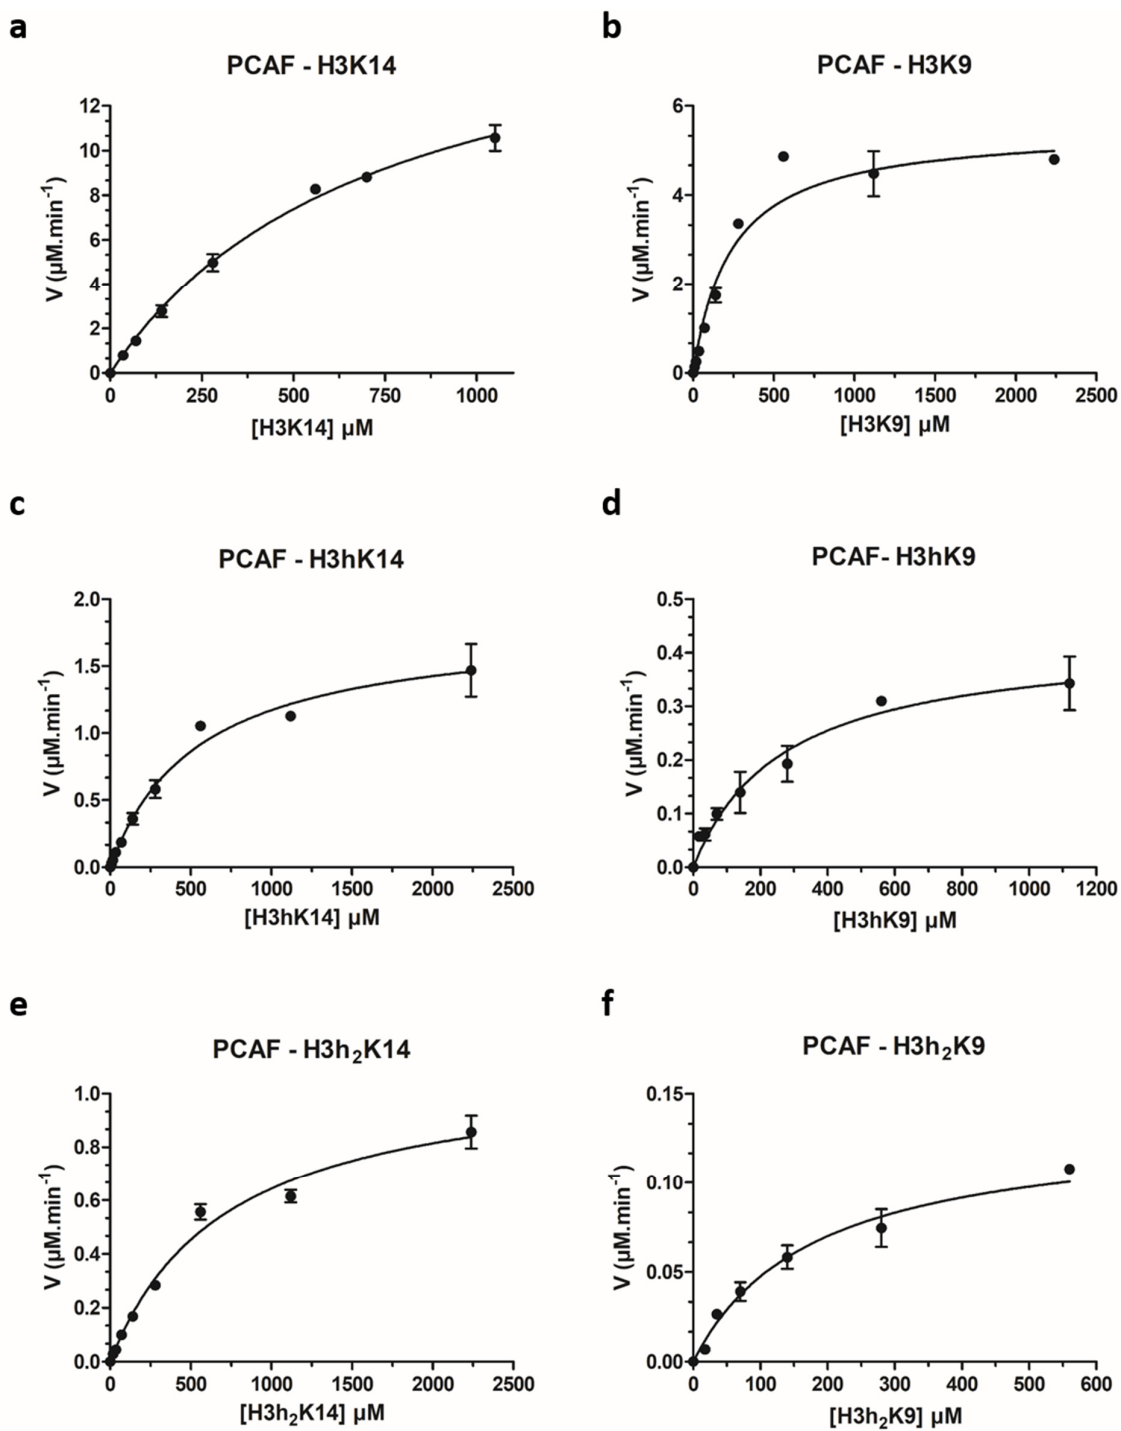 a
PCAF - H3K14
12
10
8
6
4
2
0
V (µM.min⁻¹)
0 250 500 750 1000
[H3K14] µM
b
PCAF - H3K9
6
4
2
0
V (µM.min⁻¹)
0 500 1000 1500 2000 2500
[H3K9] µM
c
PCAF - H3hK14
2.0
1.5
1.0
0.5
0.0
V (µM.min⁻¹)
0 500 1000 1500 2000 2500
[H3hK14] µM
d
PCAF- H3hK9
0.5
0.4
0.3
0.2
0.1
0.0
V (µM.min⁻¹)
0 200 400 600 800 1000 1200
[H3hK9] µM
e
PCAF - H3h₂K14
1.0
0.8
0.6
0.4
0.2
0.0
V (µM.min⁻¹)
0 500 1000 1500 2000 2500
[H3h₂K14] µM
f
PCAF - H3h₂K9
0.15
0.10
0.05
0.00
V (µM.min⁻¹)
0 100 200 300 400 500 600
[H3h₂K9] µM